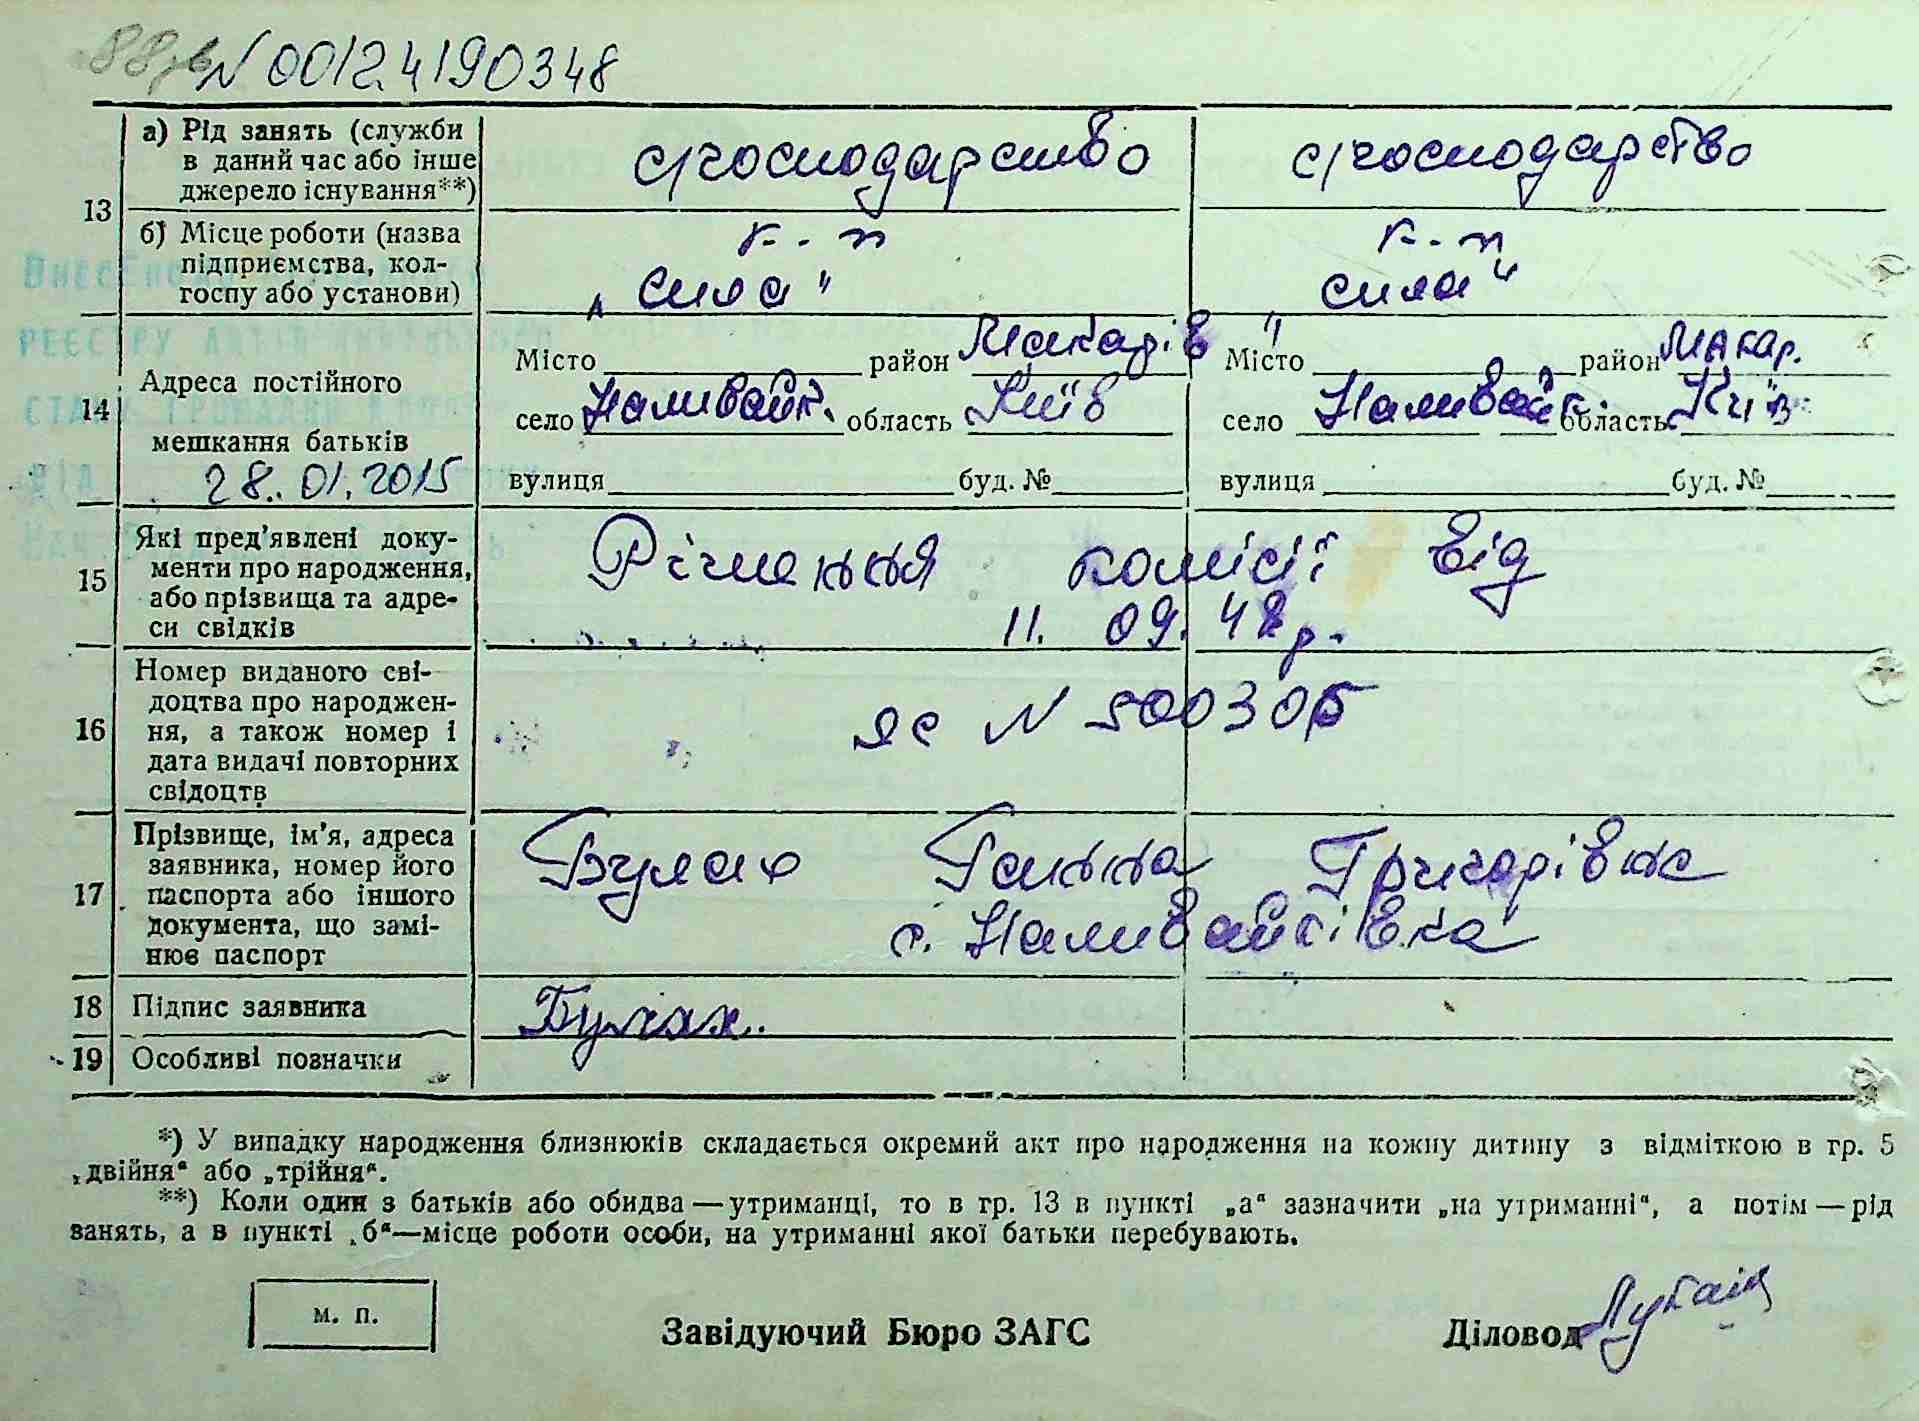 N 00124190348
13
а) Рід занять (служби в даний час або інше джерело існування**)
с/господарство
с/господарство
б) Місце роботи (назва підприємства, колгоспу або установи)
к-п
„Сила"
к-п
„Сила"
14
Адреса постійного мешкання батьків
28.01.2015
Місто район Макарів
село Наливайк. область Київ
вулиця буд. №
Місто район Макар.
село Наливайк. область Київ
вулиця буд. №
15
Які пред'явлені документи про народження, або прізвища та адреси свідків
Рішення комісії від
11. 09. 48 р.
16
Номер виданого свідоцтва про народження, а також номер і дата видачі повторних свідоцтв
яс N 500305
17
Прізвище, ім'я, адреса заявника, номер його паспорта або іншого документа, що замінює паспорт
Булах Ганна Григорівна
с. Наливайківка
18
Підпис заявника
Булах.
19
Особливі позначки
*) У випадку народження близнюків складається окремий акт про народження на кожну дитину з відміткою в гр. 5
„двійня" або „трійня".
**) Коли один з батьків або обидва — утриманці, то в гр. 13 в пункті „а" зазначити „на утриманні", а потім — рід
занять, а в пункті „б"—місце роботи особи, на утриманні якої батьки перебувають.
м. п.
Завідуючий Бюро ЗАГС
Діловод